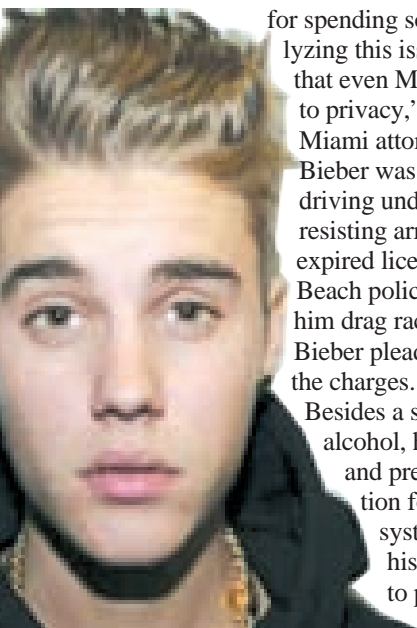 for spending so
lyzing this is
that even M
to privacy,"
Miami attor
Bieber was
driving und
resisting arr
expired lice
Beach polic
him drag rac
Bieber plead
the charges.
Besides a s
alcohol, h
and pre
tion fo
syst
his
to p